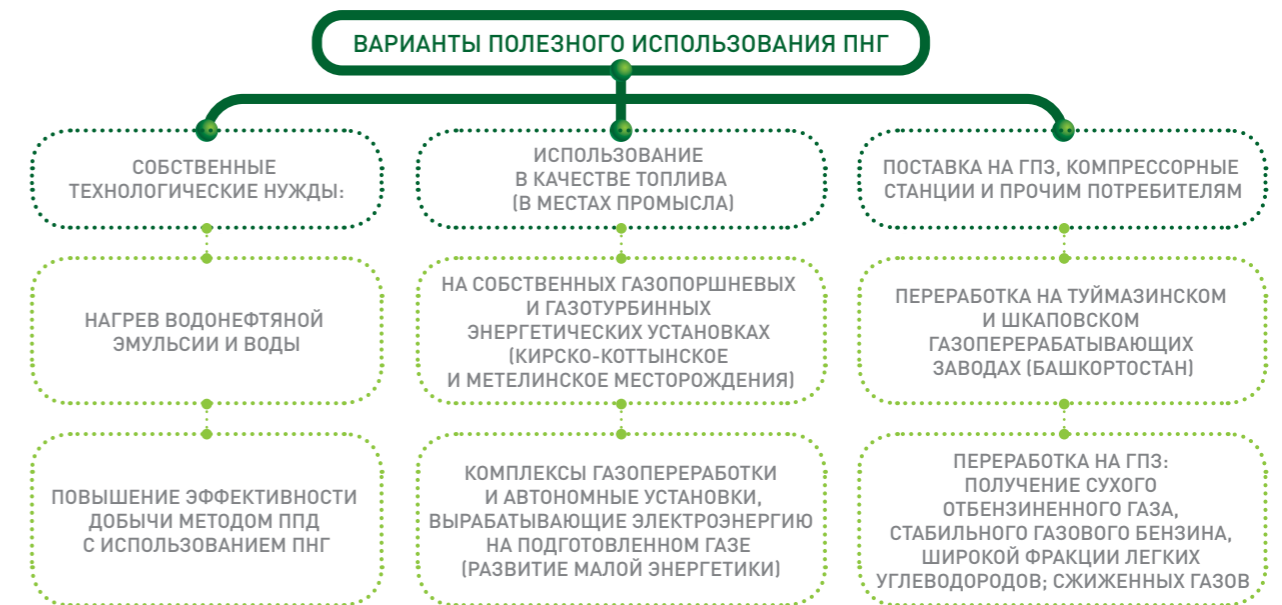 ВАРИАНТЫ ПОЛЕЗНОГО ИСПОЛЬЗОВАНИЯ ПНГ
СОБСТВЕННЫЕ
ТЕХНОЛОГИЧЕСКИЕ НУЖДЫ:
НАГРЕВ ВОДОНЕФТЯНОЙ
ЭМУЛЬСИИ И ВОДЫ
ПОВЫШЕНИЕ ЭФФЕКТИВНОСТИ
ДОБЫЧИ МЕТОДОМ ППД
С ИСПОЛЬЗОВАНИЕМ ПНГ
ИСПОЛЬЗОВАНИЕ
В КАЧЕСТВЕ ТОПЛИВА
(В МЕСТАХ ПРОМЫСЛА)
НА СОБСТВЕННЫХ ГАЗОПОРШНЕВЫХ
И ГАЗОТУРБИННЫХ
ЭНЕРГЕТИЧЕСКИХ УСТАНОВКАХ
(КИРСКО-КОТТЫНСКОЕ
И МЕТЕЛИНСКОЕ МЕСТОРОЖДЕНИЯ)
КОМПЛЕКСЫ ГАЗОПЕРЕРАБОТКИ
И АВТОНОМНЫЕ УСТАНОВКИ,
ВЫРАБАТЫВАЮЩИЕ ЭЛЕКТРОЭНЕРГИЮ
НА ПОДГОТОВЛЕННОМ ГАЗЕ
(РАЗВИТИЕ МАЛОЙ ЭНЕРГЕТИКИ)
ПОСТАВКА НА ГПЗ, КОМПРЕССОРНЫЕ
СТАНЦИИ И ПРОЧИМ ПОТРЕБИТЕЛЯМ
ПЕРЕРАБОТКА НА ТУЙМАЗИНСКОМ
И ШКАПОВСКОМ
ГАЗОПЕРЕРАБАТЫВАЮЩИХ
ЗАВОДАХ (БАШКОРТОСТАН)
ПЕРЕРАБОТКА НА ГПЗ:
ПОЛУЧЕНИЕ СУХОГО
ОТБЕНЗИНЕННОГО ГАЗА,
СТАБИЛЬНОГО ГАЗОВОГО БЕНЗИНА,
ШИРОКОЙ ФРАКЦИИ ЛЕГКИХ
УГЛЕВОДОРОДОВ; СЖИЖЕННЫХ ГАЗОВ